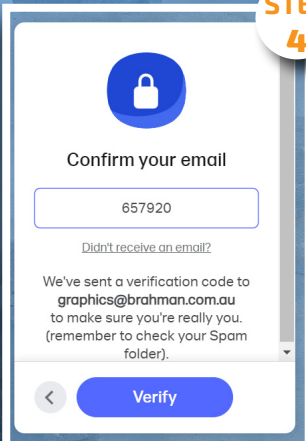 STE
4
Confirm your email
657920
Didn't receive an email?
We've sent a verification code to
graphics@brahman.com.au
to make sure you're really you.
(remember to check your Spam
folder).
Verify